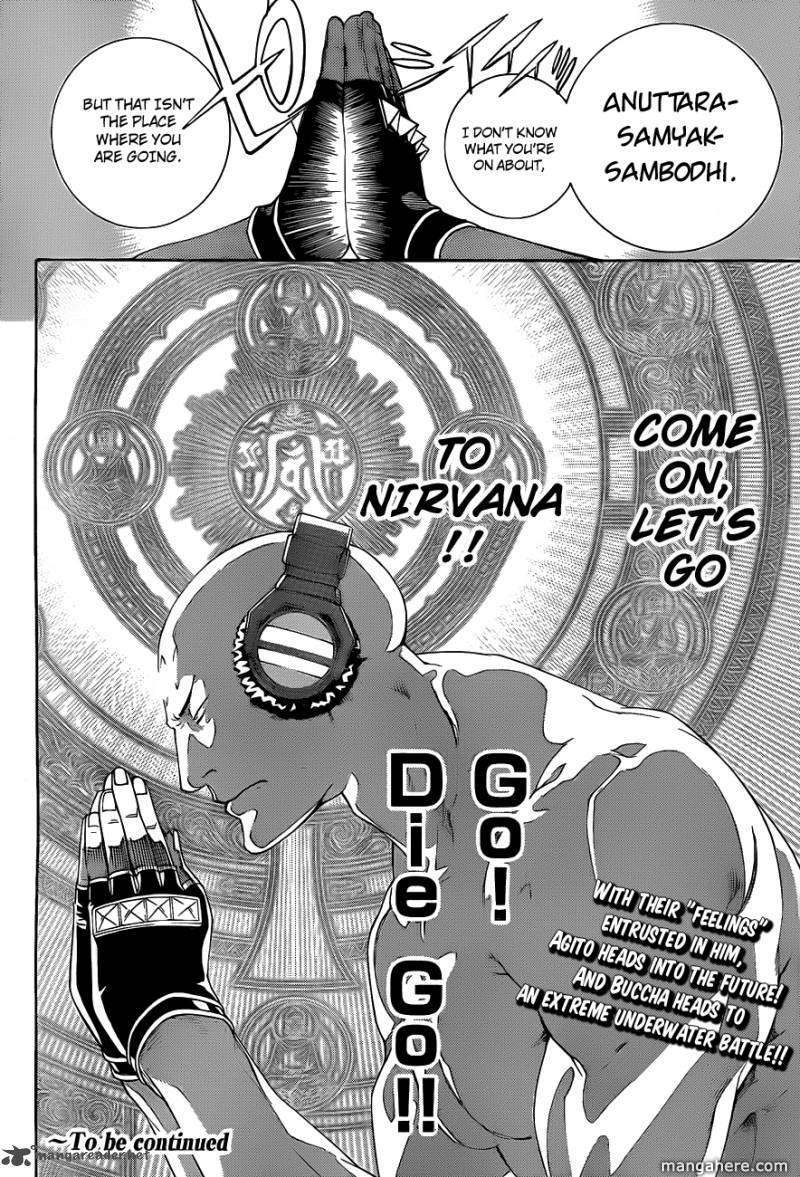 ANUTTARA-
SAMYAK-
SAMBODHI.
I DON'T KNOW
WHAT YOU'RE
ON ABOUT,
BUT THAT ISN'T
THE PLACE
WHERE YOU
ARE GOING.
COME
ON,
LET'S
GO
TO
NIRVANA
!!
Go!
Die Go!!
WITH THEIR "FEELINGS"
ENTRUSTED IN HIM,
AGITO HEADS INTO THE FUTURE!
AND BUCCHA HEADS TO
AN EXTREME UNDERWATER BATTLE!!
~To be continued
mangareader.net
mangahere.com